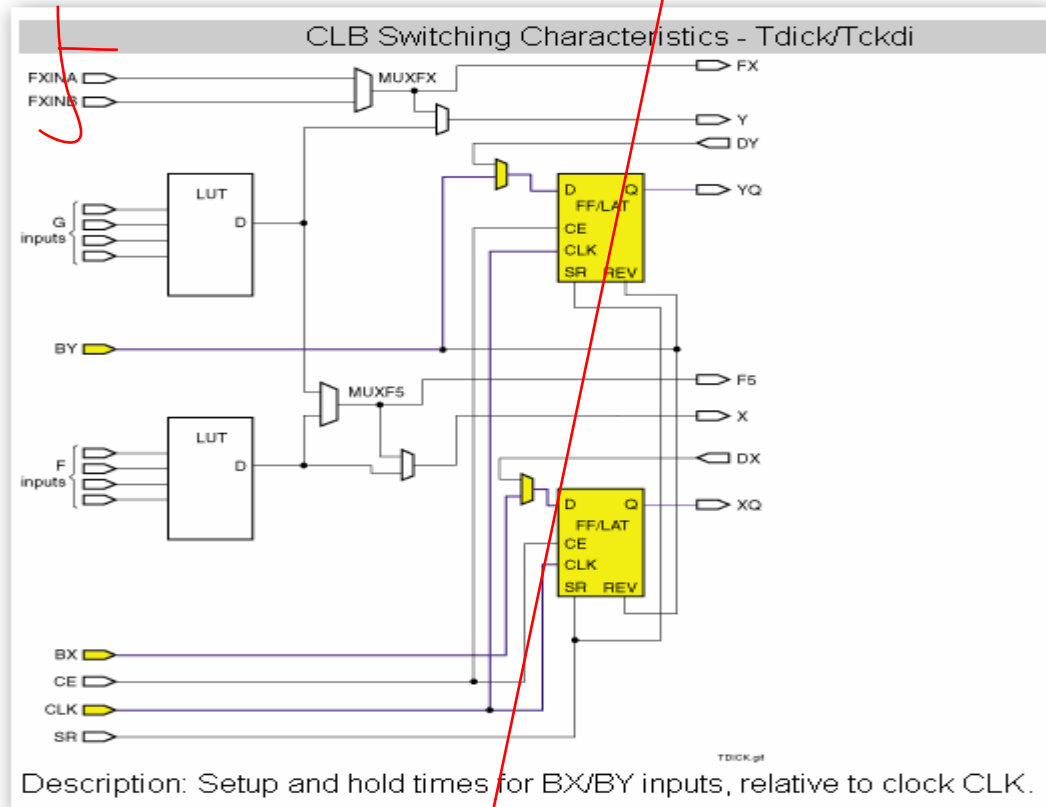 CLB Switching Characteristics - Tdick/Tckdi
FXINA
FXINB
MUXFX
FX
Y
DY
LUT
D
G
inputs
D Q
FF/LAT
CE
CLK
SR REV
YQ
BY
MUXF5
F5
X
LUT
D
F
inputs
DX
D Q
FF/LAT
CE
CLK
SR REV
XQ
BX
CE
CLK
SR
TDICK.gif
Description: Setup and hold times for BX/BY inputs, relative to clock CLK.